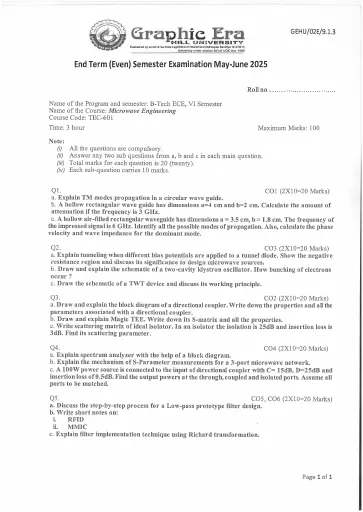 GEHU/02E/9.1.3
Graphic Era
HILL UNIVERSITY
End Term (Even) Semester Examination May-June 2025
Roll no ..............................
Name of the Program and semester: B-Tech ECE, VI Semester
Name of the Course: Microwave Engineering
Course Code: TEC-601
Time: 3 hour Maximum Marks: 100
Note:
(i) All the questions are compulsory.
(ii) Answer any two sub questions from a, b and c in each main question.
(iii) Total marks for each question is 20 (twenty).
(iv) Each sub-question carries 10 marks.
Q1. CO1 (2X10=20 Marks)
a. Explain TM modes propagation in a circular wave guide.
b. A hollow rectangular wave guide has dimensions a=4 cm and b=2 cm. Calculate the amount of
attenuation if the frequency is 3 GHz.
c. A hollow air-filled rectangular waveguide has dimensions a = 3.5 cm, b = 1.8 cm. The frequency of
the impressed signal is 6 GHz. Identify all the possible modes of propagation. Also, calculate the phase
velocity and wave impedance for the dominant mode.
Q2. CO3 (2X10=20 Marks)
a. Explain tunneling when different bias potentials are applied to a tunnel diode. Show the negative
resistance region and discuss its significance to design microwave sources.
b. Draw and explain the schematic of a two-cavity klystron oscillator. How bunching of electrons
occur ?
c. Draw the schematic of a TWT device and discuss its working principle.
Q3. CO2 (2X10=20 Marks)
a. Draw and explain the block diagram of a directional coupler. Write down the properties and all the
parameters associated with a directional coupler.
b. Draw and explain Magic TEE. Write down its S-matrix and all the properties.
c. Write scattering matrix of ideal isolator. In an isolator the isolation is 25dB and insertion loss is
3dB. Find its scattering parameter.
Q4. CO4 (2X10=20 Marks)
a. Explain spectrum analyser with the help of a block diagram.
b. Explain the mechanism of S-Parameter measurements for a 3-port microwave network.
c. A 100W power source is connected to the input of directional coupler with C= 15dB, D=25dB and
insertion loss of 0.5dB. Find the output powers at the through, coupled and isolated ports. Assume all
ports to be matched.
Q5. CO5, CO6 (2X10=20 Marks)
a. Discuss the step-by-step process for a Low-pass prototype filter design.
b. Write short notes on:
i. RFID
ii. MMIC
c. Explain filter implementation technique using Richard transformation.
Page 1 of 1